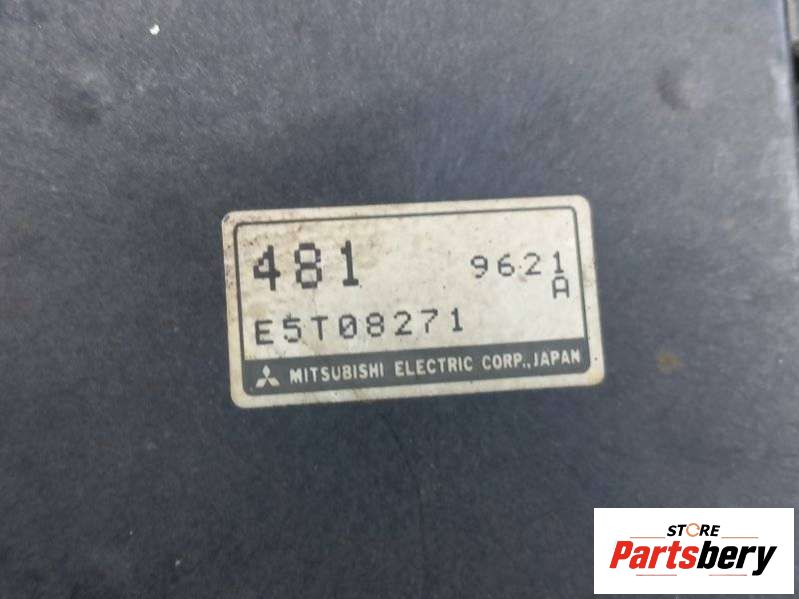 481 9621
A
E5T08271
MITSUBISHI ELECTRIC CORP., JAPAN
STORE
Partsbery